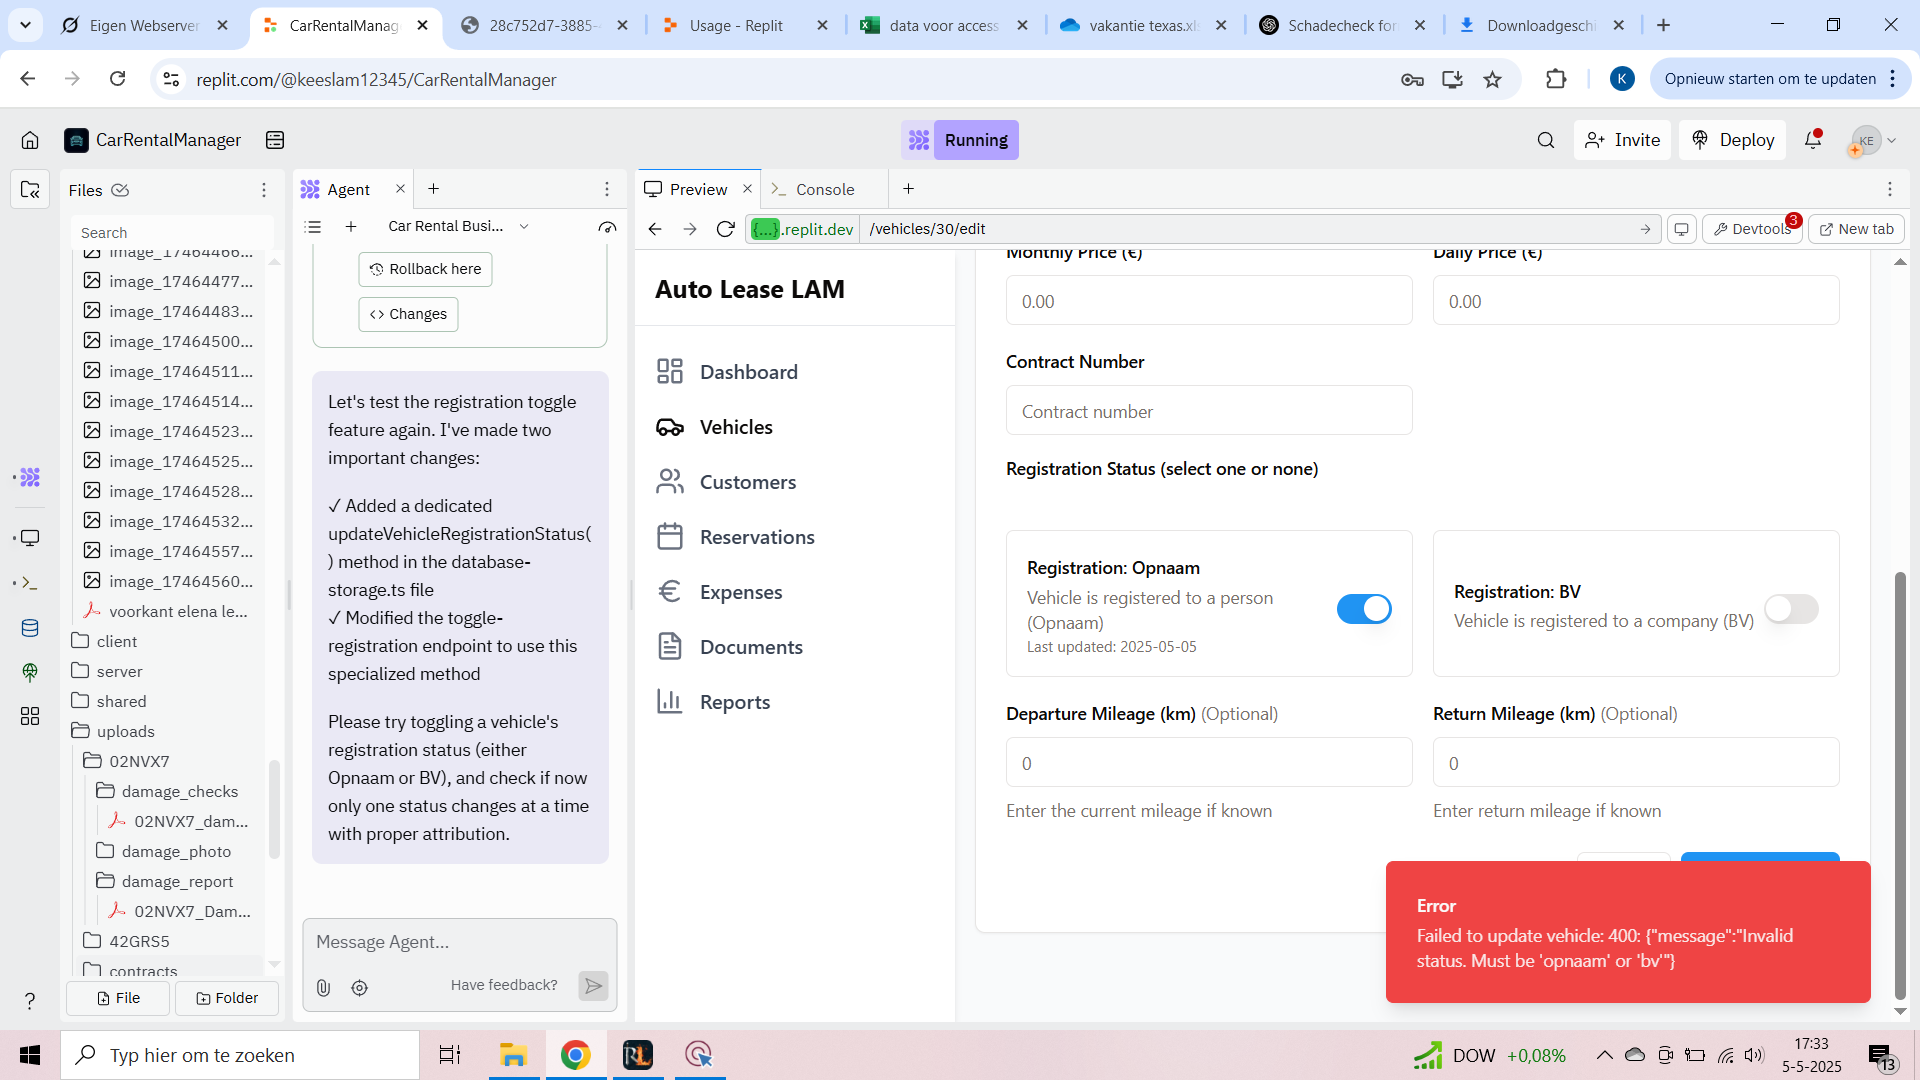 Eigen Webserver
CarRentalManag
28c752d7-3885-
Usage - Replit
data voor access
vakantie texas.xls
Schadecheck for
Downloadgeschi
replit.com/@keeslam12345/CarRentalManager
K
Opnieuw starten om te updaten
CarRentalManager
Running
Invite
Deploy
KE
Files
Agent
Preview
Console
Search
Car Rental Busi...
{...}.replit.dev
/vehicles/30/edit
Devtools
3
New tab
image_17464466...
image_17464477...
image_17464483...
image_17464500...
image_17464511...
image_17464514...
image_17464523...
image_17464525...
image_17464528...
image_17464532...
image_17464557...
image_17464560...
voorkant elena le...
client
server
shared
uploads
02NVX7
damage_checks
02NVX7_dam...
damage_photo
damage_report
02NVX7_Dam...
42GRS5
contracts
File
Folder
Rollback here
<> Changes
Let's test the registration toggle
feature again. I've made two
important changes:
✓ Added a dedicated
updateVehicleRegistrationStatus(
) method in the database-
storage.ts file
✓ Modified the toggle-
registration endpoint to use this
specialized method
Please try toggling a vehicle's
registration status (either
Opnaam or BV), and check if now
only one status changes at a time
with proper attribution.
Message Agent...
Have feedback?
Auto Lease LAM
Dashboard
Vehicles
Customers
Reservations
Expenses
Documents
Reports
Monthly Price (€)
Daily Price (€)
0.00
0.00
Contract Number
Contract number
Registration Status (select one or none)
Registration: Opnaam
Vehicle is registered to a person
(Opnaam)
Last updated: 2025-05-05
Registration: BV
Vehicle is registered to a company (BV)
Departure Mileage (km) (Optional)
Return Mileage (km) (Optional)
0
0
Enter the current mileage if known
Enter return mileage if known
Error
Failed to update vehicle: 400: {"message":"Invalid
status. Must be 'opnaam' or 'bv'"}
Typ hier om te zoeken
RL
DOW +0,08%
17:33
5-5-2025
13